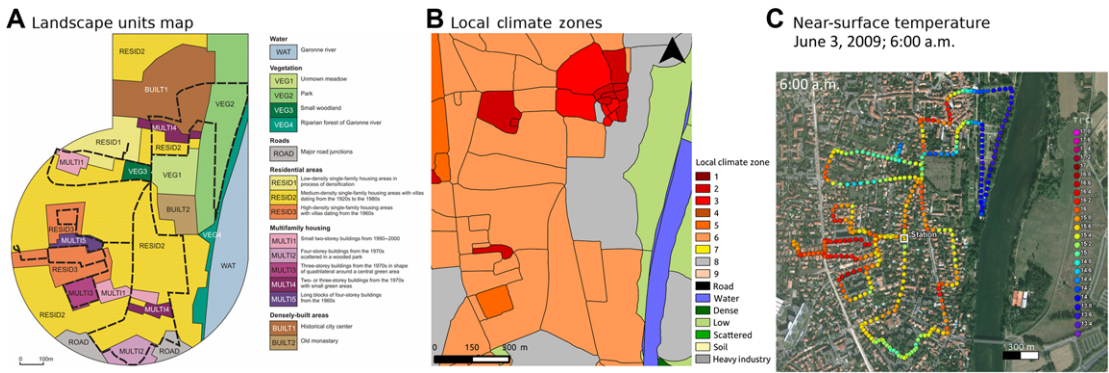 A Landscape units map
RESID2
BUILT1
VEG2
MULTI4
RESID1
RESID2
MULTI1
VEG3
VEG1
BUILT2
RESID3
MULTI5
RESID2
VEG4
WAT
RESID3
MULTI3
MULTI1
MULTI4
RESID2
ROAD
MULTI2
ROAD
0 100m
Water
WAT Garonne river
Vegetation
VEG1 Unmown meadow
VEG2 Park
VEG3 Small woodland
VEG4 Riparian forest of Garonne river
Roads
ROAD Major road junctions
Residential areas
RESID1 Low-density single-family housing areas in
process of densification
RESID2 Medium-density single-family housing areas with villas
dating from the 1920s to the 1980s
RESID3 High-density single-family housing areas
with villas dating from the 1960s
Multifamily housing
MULTI1 Small two-storey buildings from 1990–2000
MULTI2 Four-storey buildings from the 1970s
scattered in a wooded park
MULTI3 Three-storey buildings from the 1970s in shape
of quadrilateral around a central green area
MULTI4 Two- or three-storey buildings from the 1970s
with small green areas
MULTI5 Long blocks of four-storey buildings
from the 1960s
Densely-built areas
BUILT1 Historical city center
BUILT2 Old monastery
B Local climate zones
0 150 300 m
Local climate zone
1
2
3
4
5
6
7
8
9
Road
Water
Dense
Low
Scattered
Soil
Heavy industry
C Near-surface temperature
June 3, 2009; 6:00 a.m.
6:00 a.m.
Station
300 m